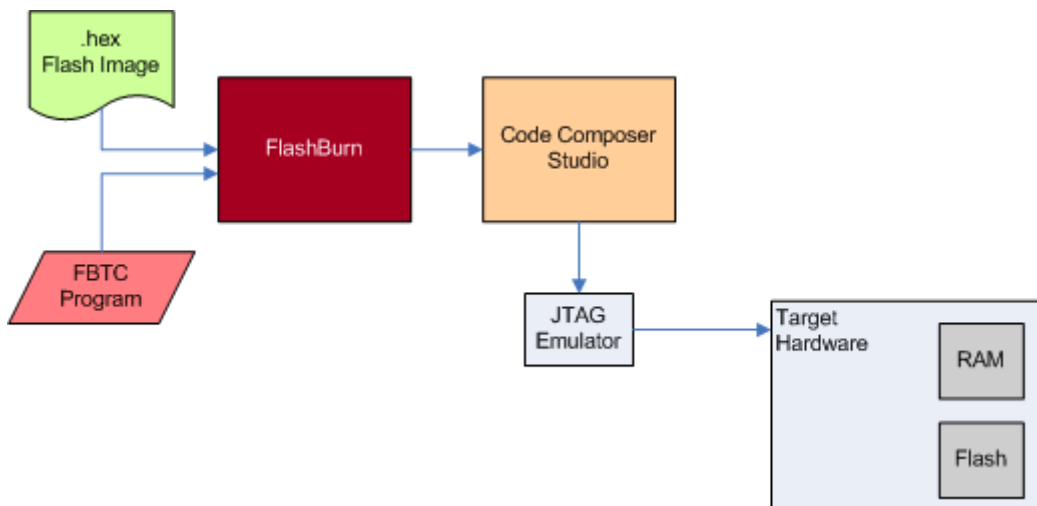 .hex
Flash Image
FlashBurn
Code Composer
Studio
FBTC
Program
JTAG
Emulator
Target
Hardware
RAM
Flash